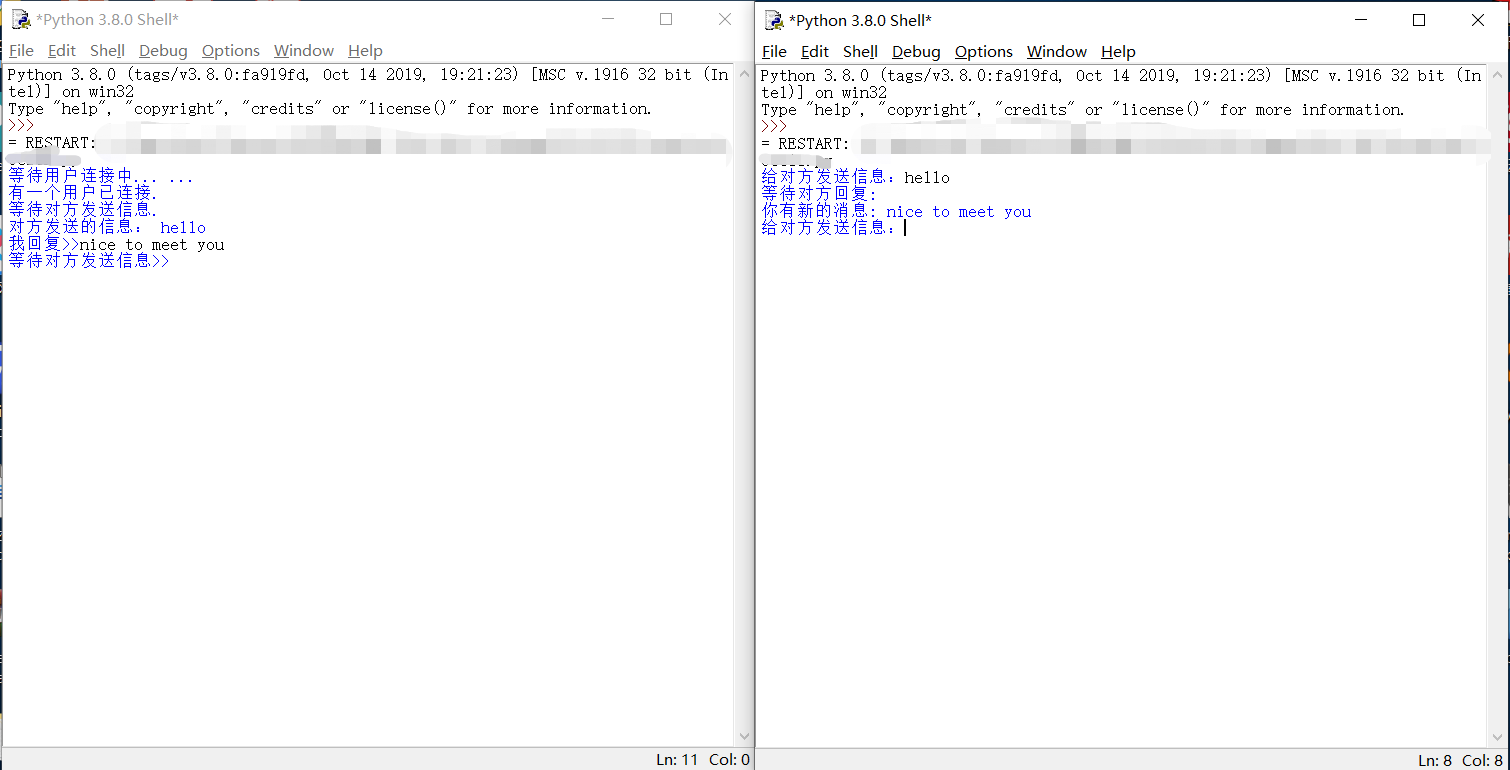 *Python 3.8.0 Shell*
File Edit Shell Debug Options Window Help
Python 3.8.0 (tags/v3.8.0:fa919fd, Oct 14 2019, 19:21:23) [MSC v.1916 32 bit (In
tel)] on win32
Type "help", "copyright", "credits" or "license()" for more information.
>>>
= RESTART:
等待用户连接中... ...
有一个用户已连接.
等待对方发送信息.
对方发送的信息： hello
我回复>>nice to meet you
等待对方发送信息>>
Ln: 11 Col: 0
*Python 3.8.0 Shell*
File Edit Shell Debug Options Window Help
Python 3.8.0 (tags/v3.8.0:fa919fd, Oct 14 2019, 19:21:23) [MSC v.1916 32 bit (In
tel)] on win32
Type "help", "copyright", "credits" or "license()" for more information.
>>>
= RESTART:
给对方发送信息：hello
等待对方回复:
你有新的消息: nice to meet you
给对方发送信息：
Ln: 8 Col: 8